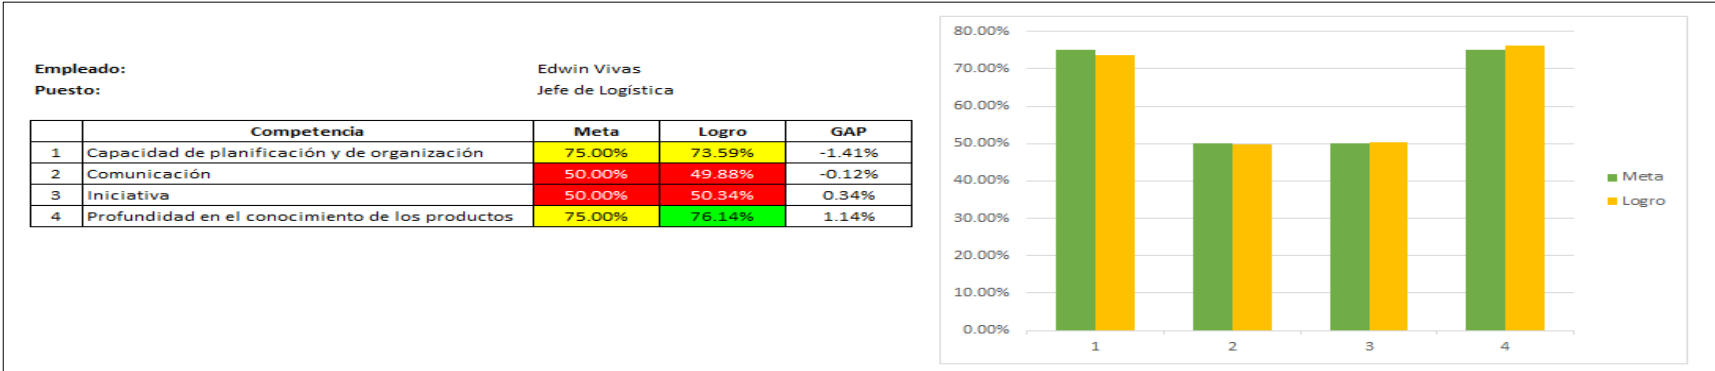 Empleado: Edwin Vivas
Puesto: Jefe de Logística
Competencia Meta Logro GAP
1 Capacidad de planificación y de organización 75.00% 73.59% -1.41%
2 Comunicación 50.00% 49.88% -0.12%
3 Iniciativa 50.00% 50.34% 0.34%
4 Profundidad en el conocimiento de los productos 75.00% 76.14% 1.14%
80.00%
70.00%
60.00%
50.00%
40.00%
30.00%
20.00%
10.00%
0.00%
1 2 3 4
Meta
Logro